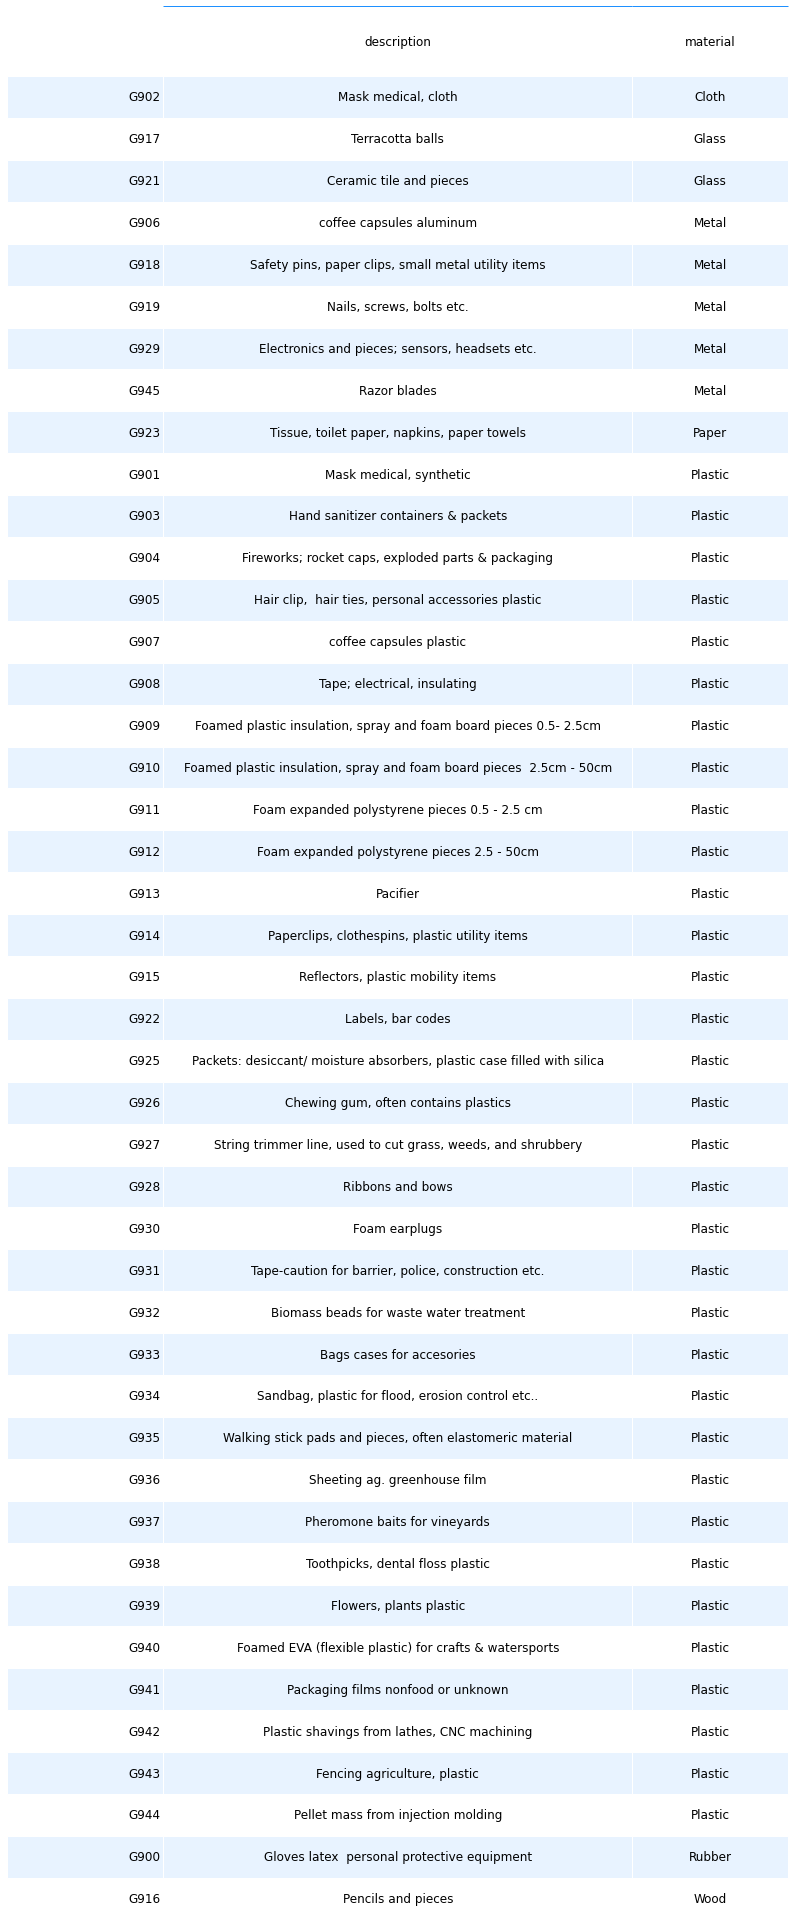 description material
G902 Mask medical, cloth Cloth
G917 Terracotta balls Glass
G921 Ceramic tile and pieces Glass
G906 coffee capsules aluminum Metal
G918 Safety pins, paper clips, small metal utility items Metal
G919 Nails, screws, bolts etc. Metal
G929 Electronics and pieces; sensors, headsets etc. Metal
G945 Razor blades Metal
G923 Tissue, toilet paper, napkins, paper towels Paper
G901 Mask medical, synthetic Plastic
G903 Hand sanitizer containers & packets Plastic
G904 Fireworks; rocket caps, exploded parts & packaging Plastic
G905 Hair clip,  hair ties, personal accessories plastic Plastic
G907 coffee capsules plastic Plastic
G908 Tape; electrical, insulating Plastic
G909 Foamed plastic insulation, spray and foam board pieces 0.5- 2.5cm Plastic
G910 Foamed plastic insulation, spray and foam board pieces  2.5cm - 50cm Plastic
G911 Foam expanded polystyrene pieces 0.5 - 2.5 cm Plastic
G912 Foam expanded polystyrene pieces 2.5 - 50cm Plastic
G913 Pacifier Plastic
G914 Paperclips, clothespins, plastic utility items Plastic
G915 Reflectors, plastic mobility items Plastic
G922 Labels, bar codes Plastic
G925 Packets: desiccant/ moisture absorbers, plastic case filled with silica Plastic
G926 Chewing gum, often contains plastics Plastic
G927 String trimmer line, used to cut grass, weeds, and shrubbery Plastic
G928 Ribbons and bows Plastic
G930 Foam earplugs Plastic
G931 Tape-caution for barrier, police, construction etc. Plastic
G932 Biomass beads for waste water treatment Plastic
G933 Bags cases for accesories Plastic
G934 Sandbag, plastic for flood, erosion control etc.. Plastic
G935 Walking stick pads and pieces, often elastomeric material Plastic
G936 Sheeting ag. greenhouse film Plastic
G937 Pheromone baits for vineyards Plastic
G938 Toothpicks, dental floss plastic Plastic
G939 Flowers, plants plastic Plastic
G940 Foamed EVA (flexible plastic) for crafts & watersports Plastic
G941 Packaging films nonfood or unknown Plastic
G942 Plastic shavings from lathes, CNC machining Plastic
G943 Fencing agriculture, plastic Plastic
G944 Pellet mass from injection molding Plastic
G900 Gloves latex  personal protective equipment Rubber
G916 Pencils and pieces Wood